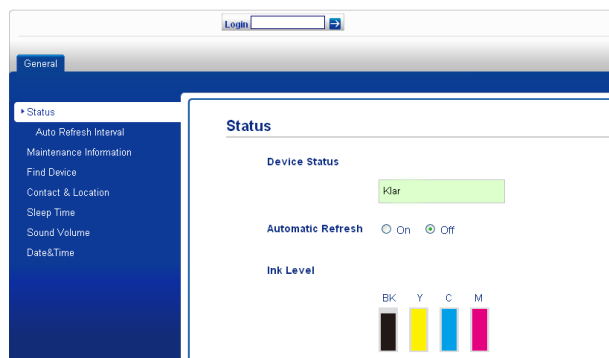 Login
General
Status
Auto Refresh Interval
Maintenance Information
Find Device
Contact & Location
Sleep Time
Sound Volume
Date&Time
Status
Device Status
Klar
Automatic Refresh On Off
Ink Level
BK Y C M